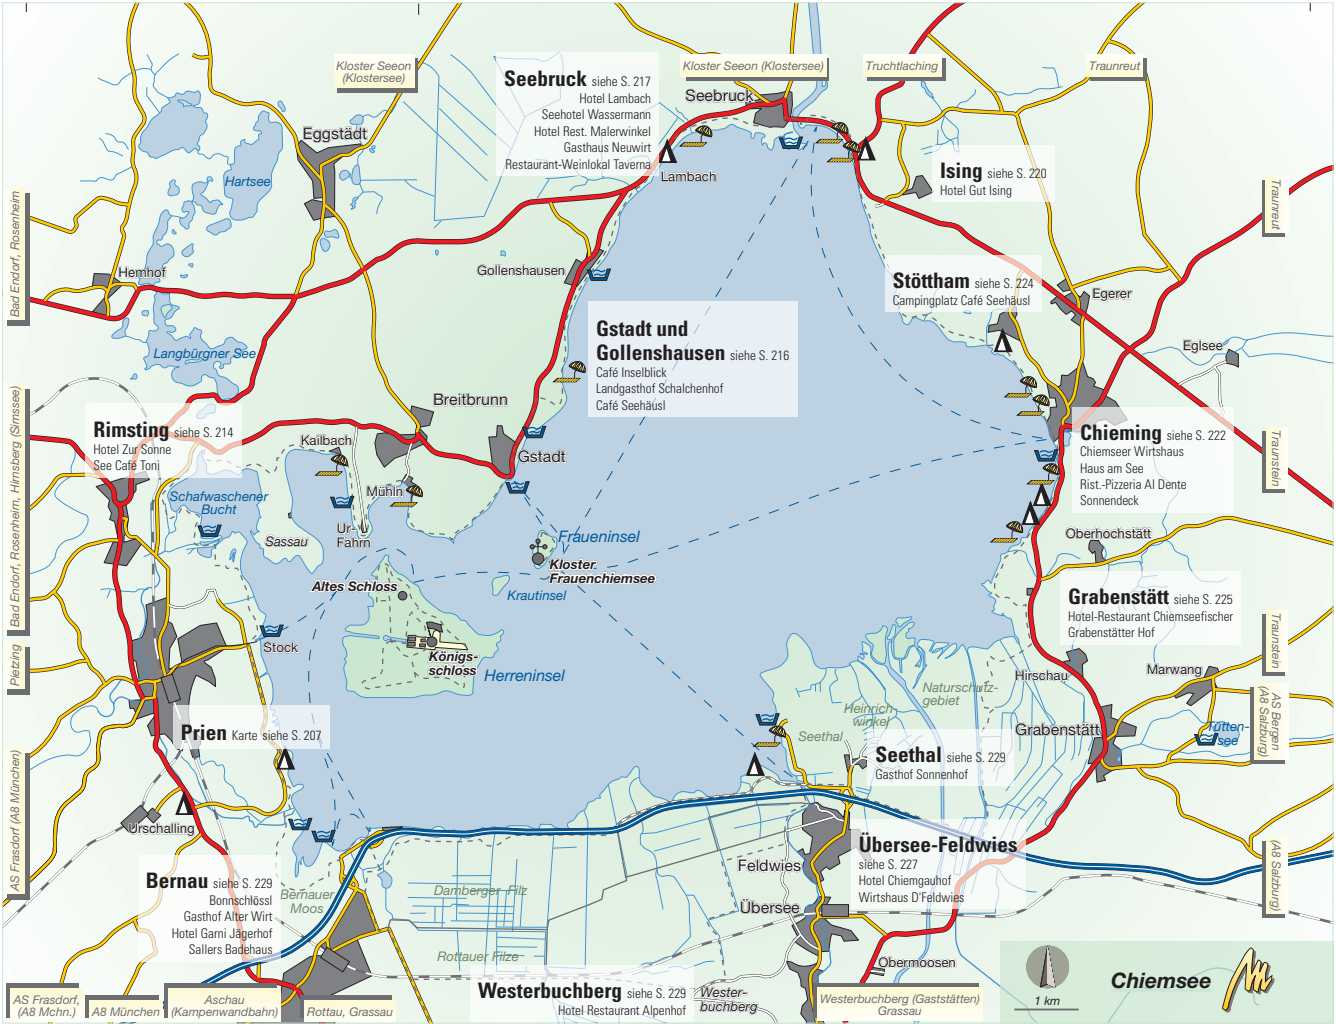 Kloster Seeon
(Klostersee)
Kloster Seeon (Klostersee)
Truchtlaching
Traunreut
Seebruck siehe S. 217
Hotel Lambach
Seehotel Wassermann
Hotel Rest. Malerwinkel
Gasthaus Neuwirt
Restaurant-Weinlokal Taverna
Seebruck
Lambach
Eggstädt
Hartsee
Ising siehe S. 220
Hotel Gut Ising
Traunreut
Bad Endorf, Rosenheim
Hemhof
Gollenshausen
Stöttham siehe S. 224
Campingplatz Café Seehäusl
Egerer
Eglsee
Langbürgner See
Gstadt und
Gollenshausen siehe S. 216
Café Inselblick
Landgasthof Schalchenhof
Café Seehäusl
Breitbrunn
Bad Endorf, Rosenheim, Hirnsberg (Simssee)
Rimsting siehe S. 214
Hotel Zur Sonne
See Café Toni
Kailbach
Gstadt
Mühln
Chieming siehe S. 222
Chiemseer Wirtshaus
Haus am See
Rist.-Pizzeria Al Dente
Sonnendeck
Traunstein
Schafwaschener
Bucht
Ur-
Fahrn
Sassau
Fraueninsel
Kloster
Frauenchiemsee
Krautinsel
Altes Schloss
Oberhochstätt
Grabenstätt siehe S. 225
Hotel-Restaurant Chiemseefischer
Grabenstätter Hof
Traunstein
Stock
Königs-
schloss
Herreninsel
Pietzing
Hirschau
Marwang
Naturschutz-
gebiet
Heinrich-
winkel
Seethal
Grabenstätt
Tütten-
see
AS Bergen
(A8 Salzburg)
Prien Karte siehe S. 207
Seethal siehe S. 229
Gasthof Sonnenhof
AS Frasdorf (A8 München)
Urschalling
Übersee-Feldwies
siehe S. 227
Hotel Chiemgauhof
Wirtshaus D'Feldwies
Feldwies
Übersee
(A8 Salzburg)
Bernau siehe S. 229
Bonnschlössl
Gasthof Alter Wirt
Hotel Garni Jägerhof
Sallers Badehaus
Bernauer
Moos
Damberger Filz
Rottauer Filze
Obermoosen
Westerbuchberg siehe S. 229
Hotel Restaurant Alpenhof
Wester-
buchberg
AS Frasdorf,
(A8 Mchn.)
A8 München
Aschau
(Kampenwandbahn)
Rottau, Grassau
Westerbuchberg (Gaststätten)
Grassau
1 km
Chiemsee